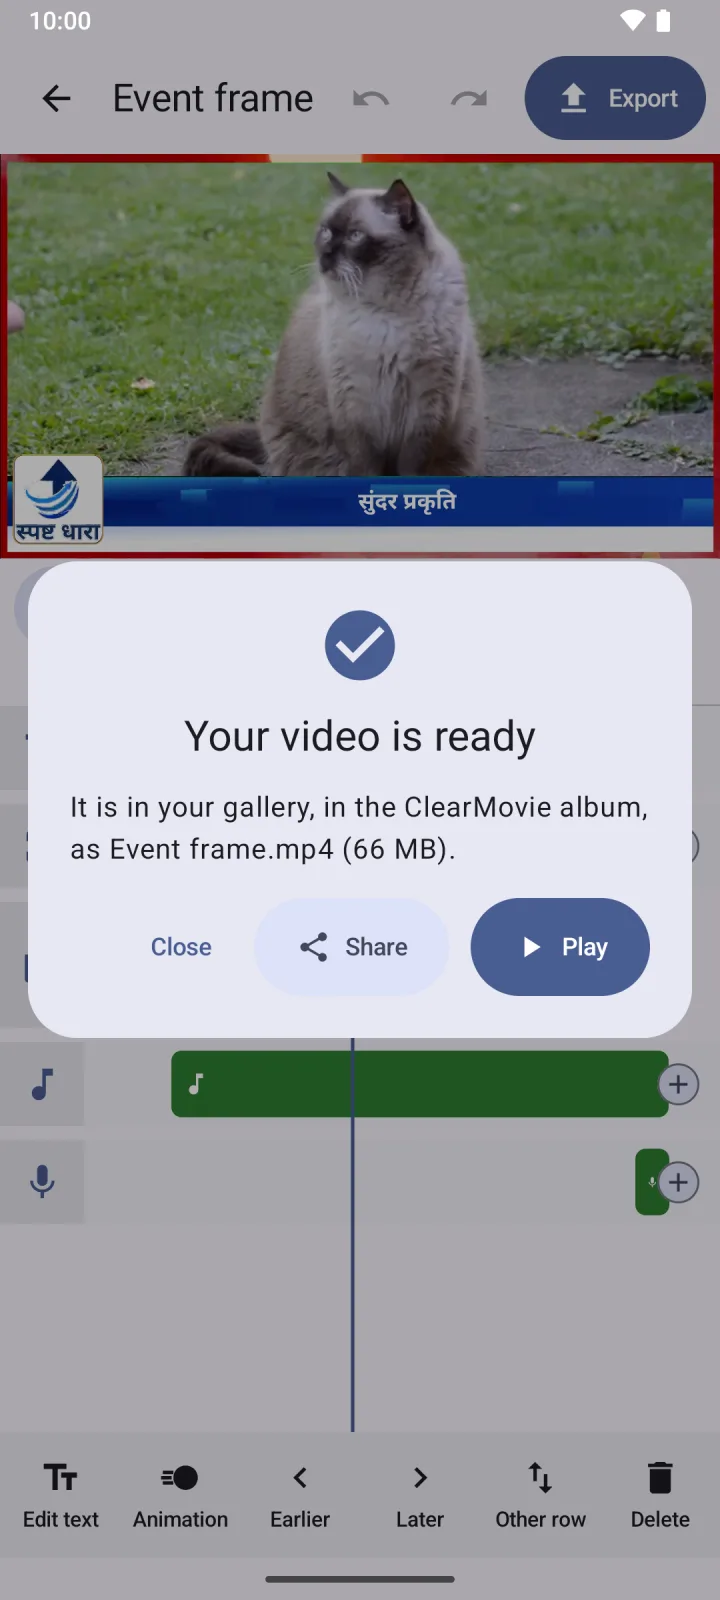 10:00
Event frame
Export
सुंदर प्रकृति
स्पष्ट धारा
Your video is ready
It is in your gallery, in the ClearMovie album,
as Event frame.mp4 (66 MB).
Close
Share
Play
Edit text
Animation
Earlier
Later
Other row
Delete